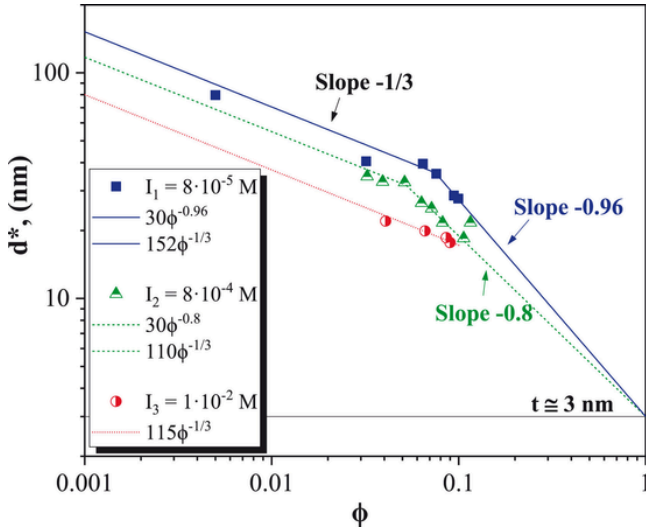 100
10
d*, (nm)
Slope -1/3
Slope -0.96
Slope -0.8
t ≅ 3 nm
I₁ = 8·10⁻⁵ M
30ϕ⁻⁰·⁹⁶
152ϕ⁻¹/³
I₂ = 8·10⁻⁴ M
30ϕ⁻⁰·⁸
110ϕ⁻¹/³
I₃ = 1·10⁻² M
115ϕ⁻¹/³
0.001 0.01 0.1 1
ϕ